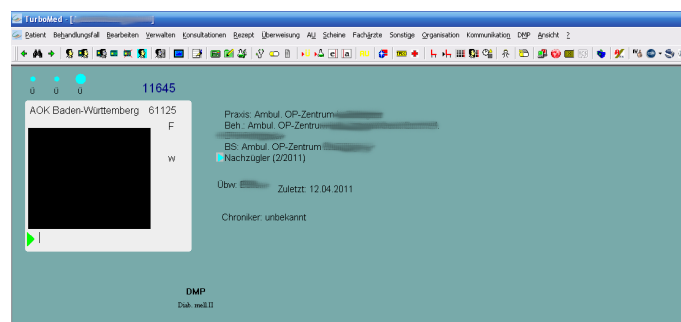 TurboMed - [
Patient Behandlungsfall Bearbeiten Verwalten Konsultationen Rezept Überweisung AU Scheine Fachärzte Sonstige Organisation Kommunikation DMP Ansicht ?
ü ü ü 11645
AOK Baden-Württemberg 61125
F
w
Praxis: Ambul. OP-Zentrum
Beh.: Ambul. OP-Zentru
BS: Ambul. OP-Zentrum
Nachzügler (2/2011)
Übw:
Zuletzt: 12.04.2011
Chroniker: unbekannt
DMP
Diab. mell.II